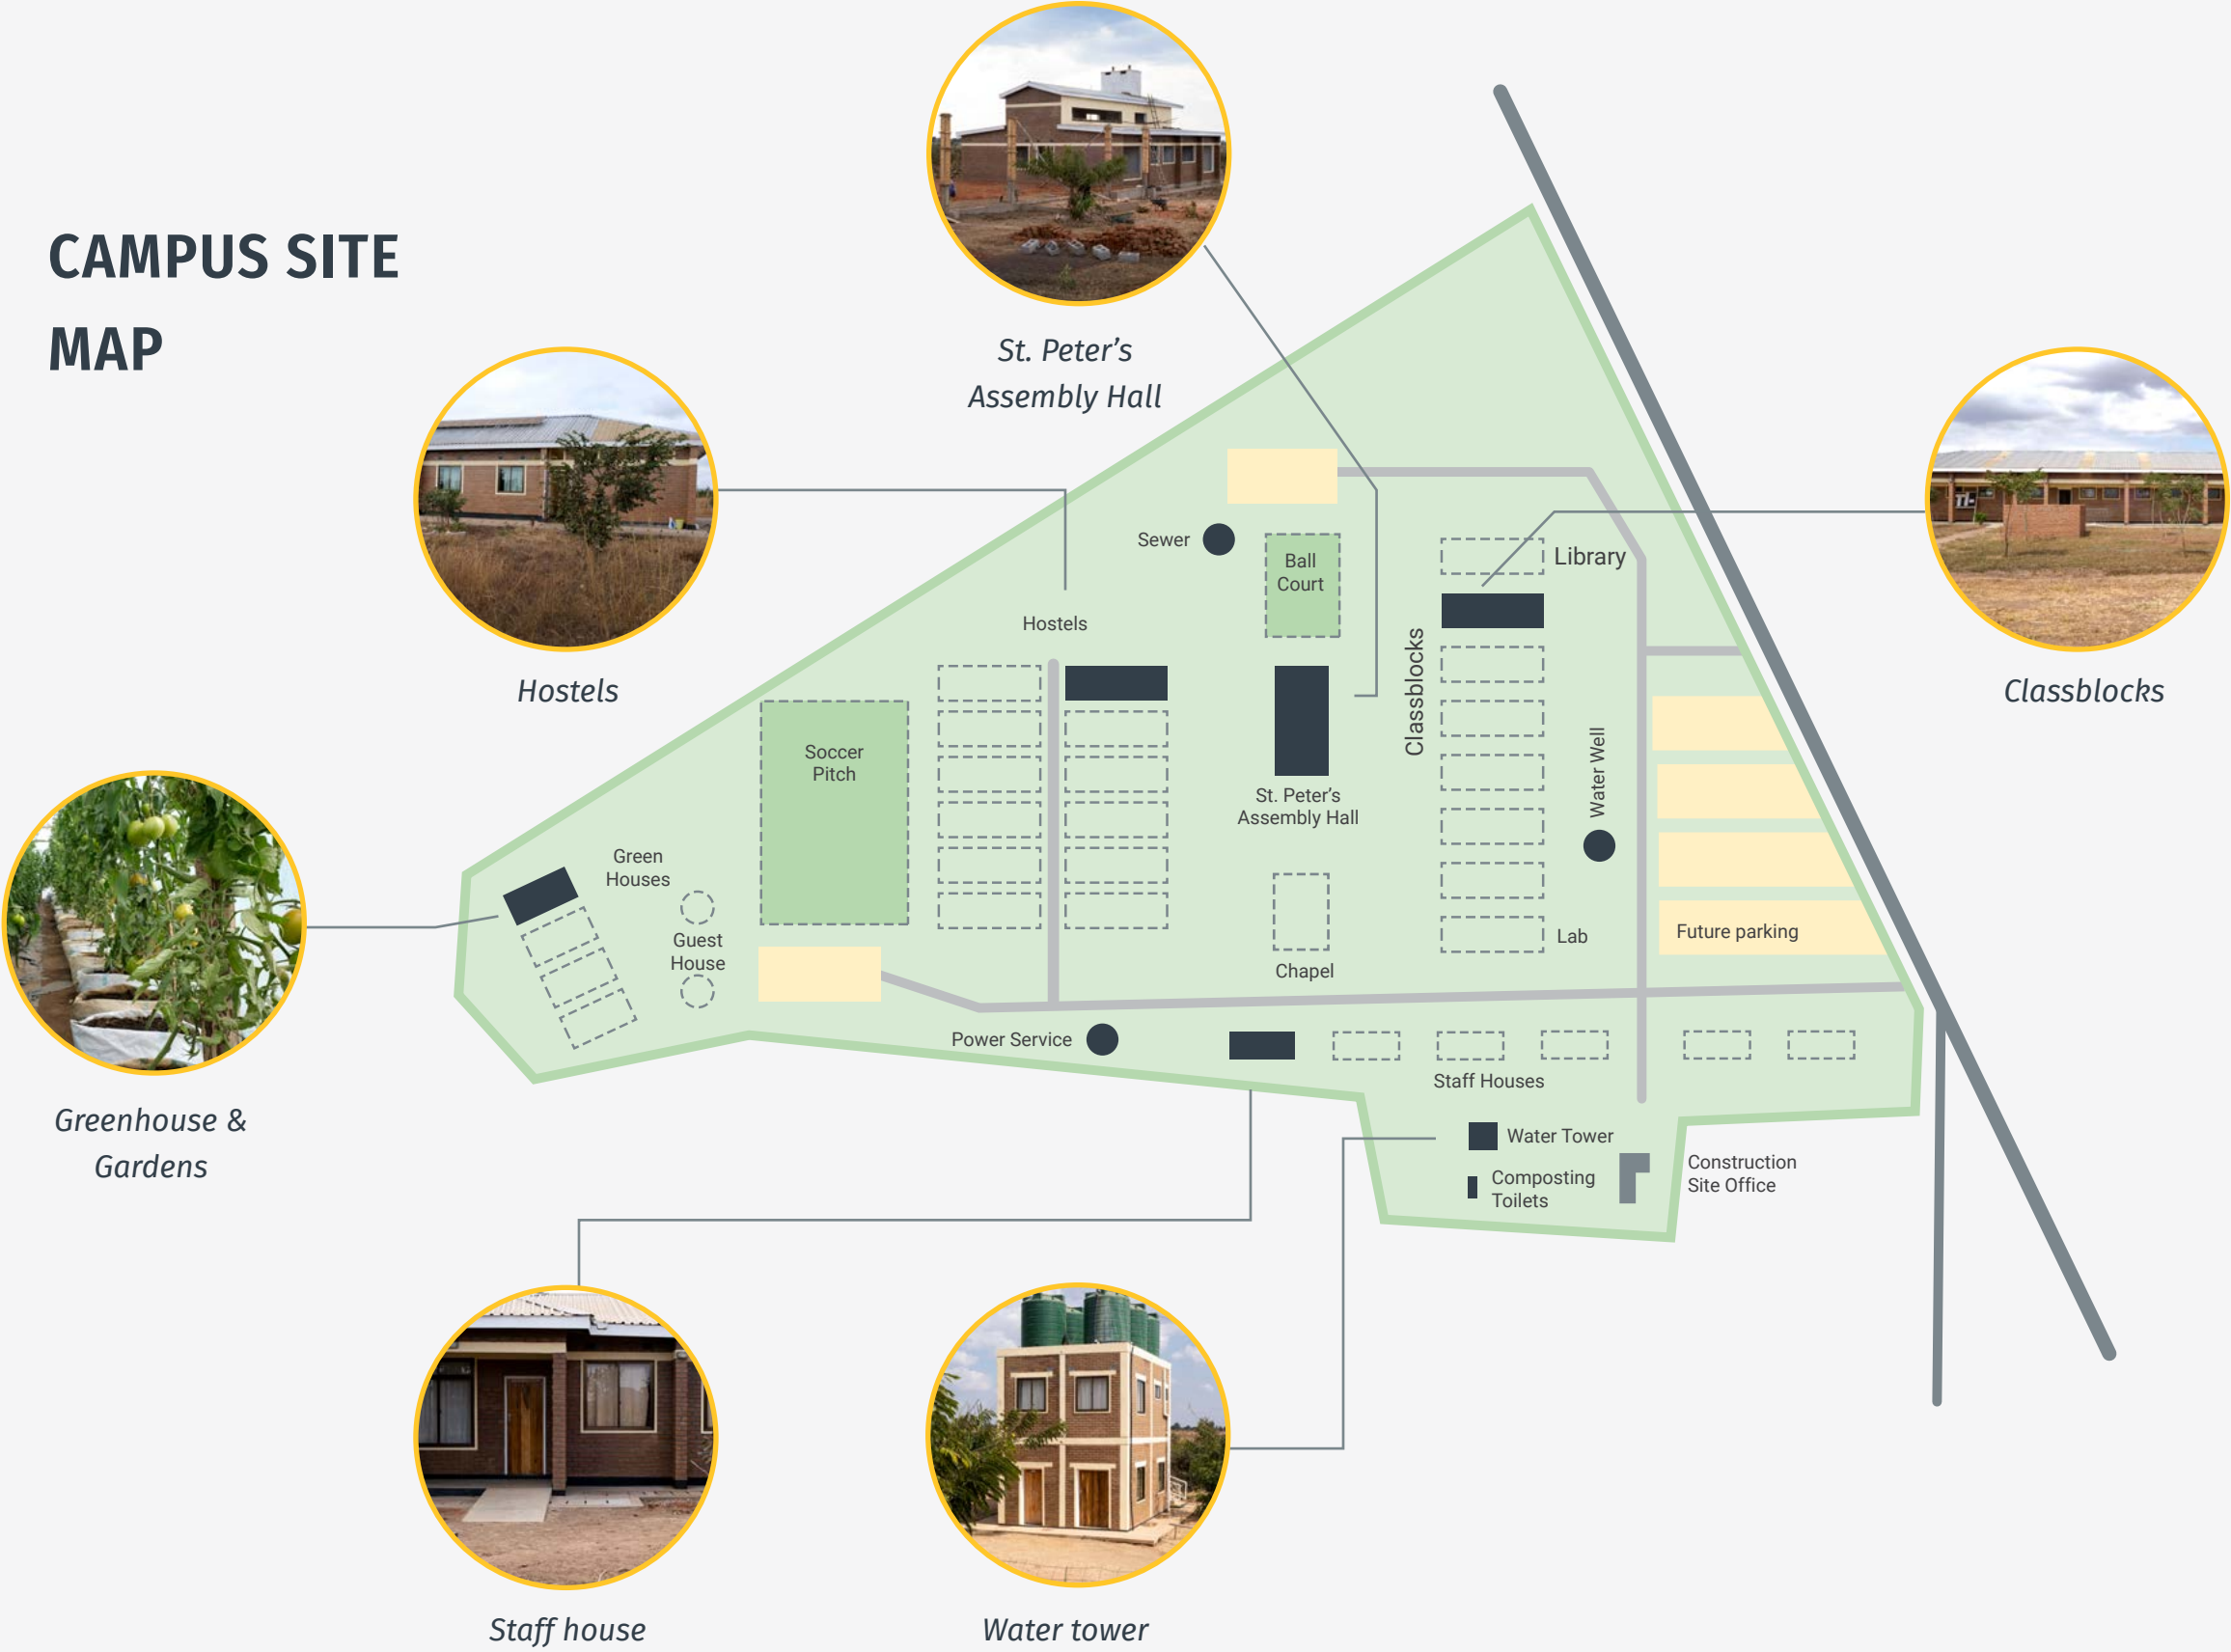 CAMPUS SITE
MAP
St. Peter’s
Assembly Hall
Hostels
Classblocks
Greenhouse &
Gardens
Staff house
Water tower
Sewer
Ball
Court
Library
Hostels
Classblocks
Soccer
Pitch
Water Well
St. Peter’s
Assembly Hall
Green
Houses
Guest
House
Future parking
Lab
Chapel
Power Service
Staff Houses
Water Tower
Composting
Toilets
Construction
Site Office